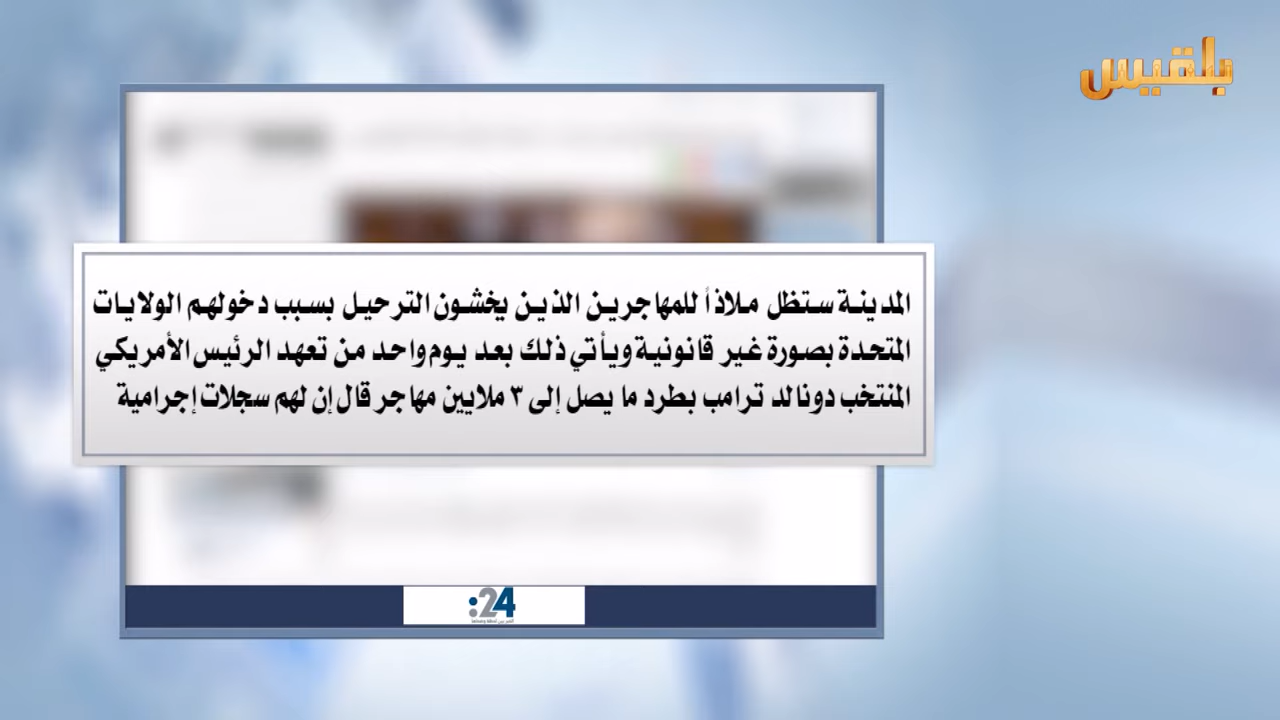 بلقيس
المدينة ستظل ملاذاً للمهاجرين الذين يخشون الترحيل بسبب دخولهم الولايات
المتحدة بصورة غير قانونية ويأتي ذلك بعد يوم واحد من تعهد الرئيس الأمريكي
المنتخب دونالد ترامب بطرد ما يصل إلى ٣ ملايين مهاجر قال إن لهم سجلات إجرامية
:24